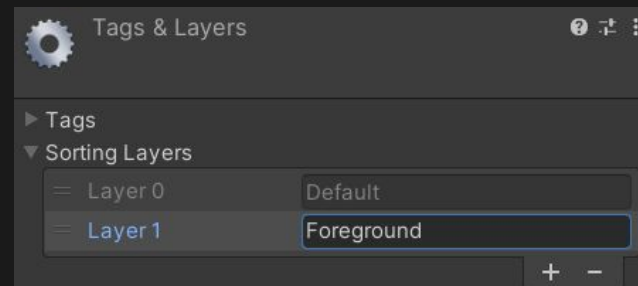 Tags & Layers
Tags
Sorting Layers
Layer 0 Default
Layer 1 Foreground
+ -